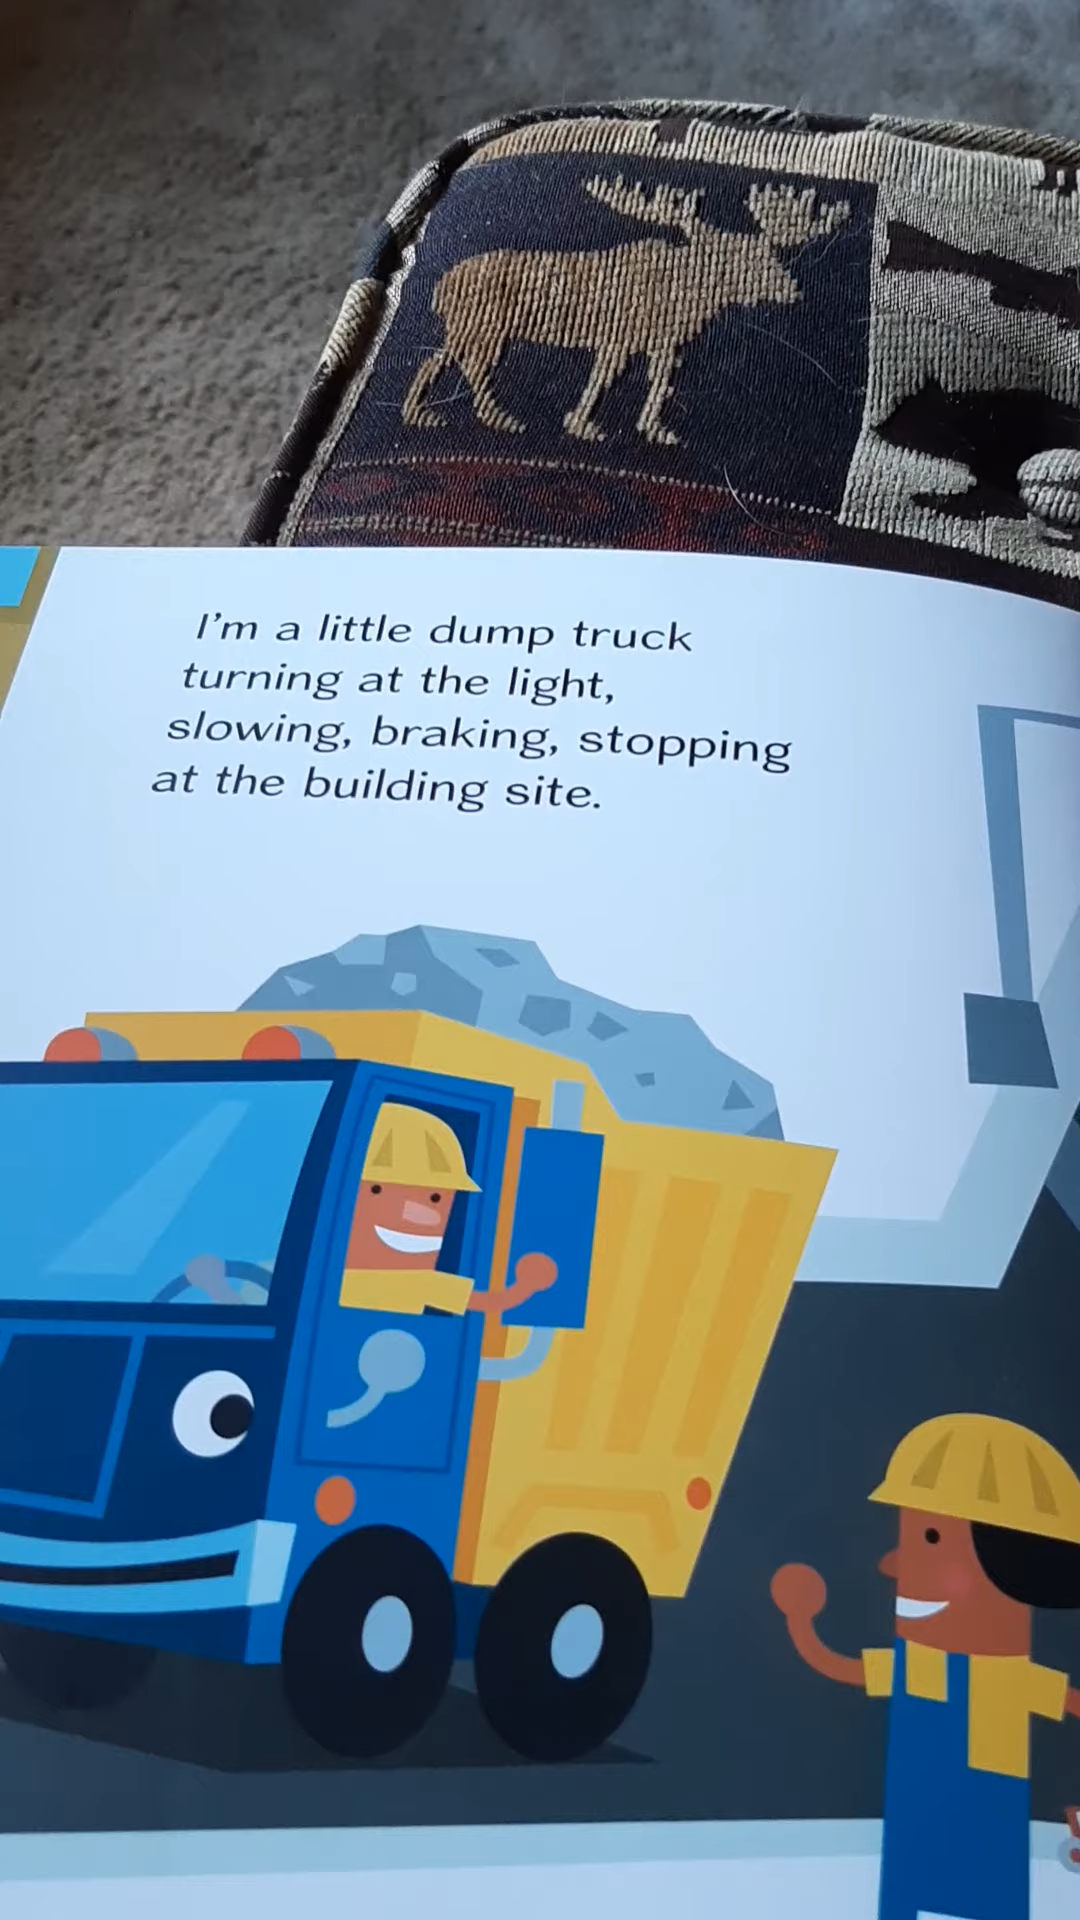 I'm a little dump truck
turning at the light,
slowing, braking, stopping
at the building site.